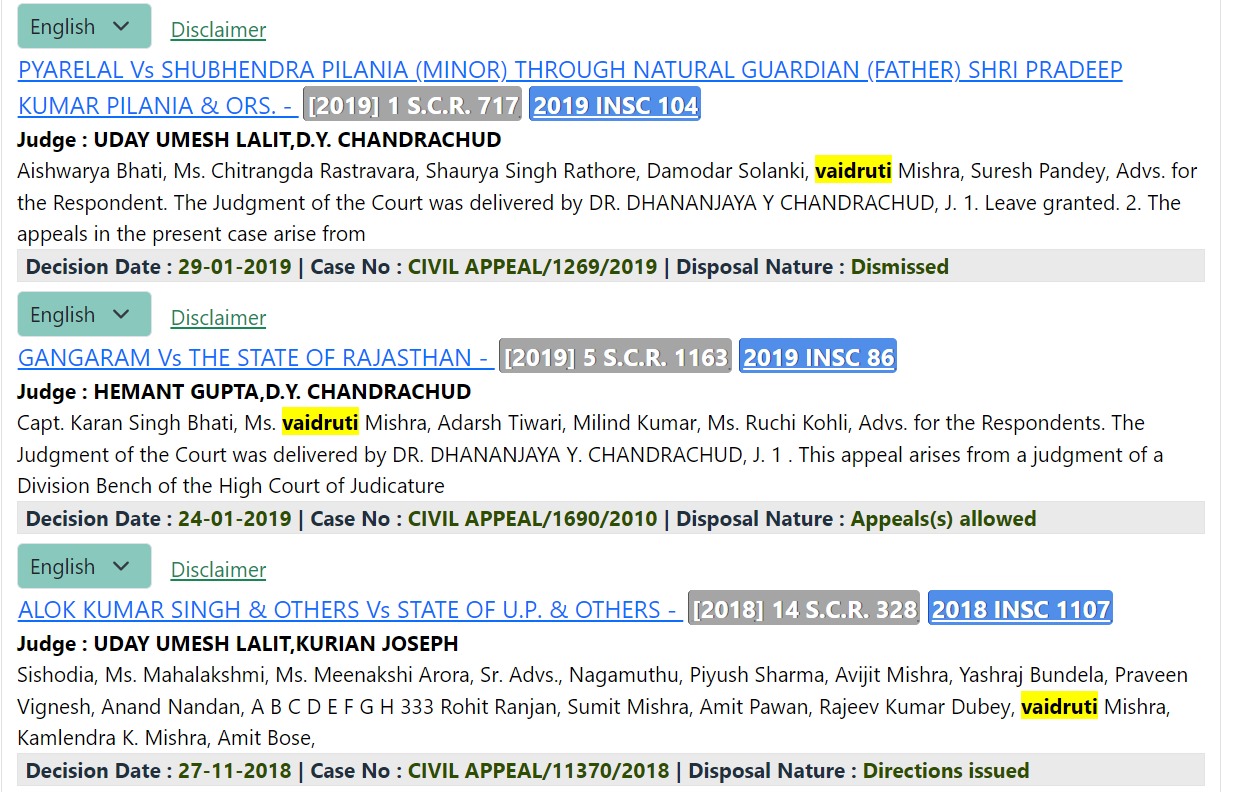 English Disclaimer
PYARELAL Vs SHUBHENDRA PILANIA (MINOR) THROUGH NATURAL GUARDIAN (FATHER) SHRI PRADEEP
KUMAR PILANIA & ORS. - [2019] 1 S.C.R. 717 2019 INSC 104
Judge : UDAY UMESH LALIT,D.Y. CHANDRACHUD
Aishwarya Bhati, Ms. Chitrangda Rastravara, Shaurya Singh Rathore, Damodar Solanki, vaidruti Mishra, Suresh Pandey, Advs. for
the Respondent. The Judgment of the Court was delivered by DR. DHANANJAYA Y CHANDRACHUD, J. 1. Leave granted. 2. The
appeals in the present case arise from
Decision Date : 29-01-2019 | Case No : CIVIL APPEAL/1269/2019 | Disposal Nature : Dismissed
English Disclaimer
GANGARAM Vs THE STATE OF RAJASTHAN - [2019] 5 S.C.R. 1163 2019 INSC 86
Judge : HEMANT GUPTA,D.Y. CHANDRACHUD
Capt. Karan Singh Bhati, Ms. vaidruti Mishra, Adarsh Tiwari, Milind Kumar, Ms. Ruchi Kohli, Advs. for the Respondents. The
Judgment of the Court was delivered by DR. DHANANJAYA Y. CHANDRACHUD, J. 1 . This appeal arises from a judgment of a
Division Bench of the High Court of Judicature
Decision Date : 24-01-2019 | Case No : CIVIL APPEAL/1690/2010 | Disposal Nature : Appeals(s) allowed
English Disclaimer
ALOK KUMAR SINGH & OTHERS Vs STATE OF U.P. & OTHERS - [2018] 14 S.C.R. 328 2018 INSC 1107
Judge : UDAY UMESH LALIT,KURIAN JOSEPH
Sishodia, Ms. Mahalakshmi, Ms. Meenakshi Arora, Sr. Advs., Nagamuthu, Piyush Sharma, Avijit Mishra, Yashraj Bundela, Praveen
Vignesh, Anand Nandan, A B C D E F G H 333 Rohit Ranjan, Sumit Mishra, Amit Pawan, Rajeev Kumar Dubey, vaidruti Mishra,
Kamlendra K. Mishra, Amit Bose,
Decision Date : 27-11-2018 | Case No : CIVIL APPEAL/11370/2018 | Disposal Nature : Directions issued